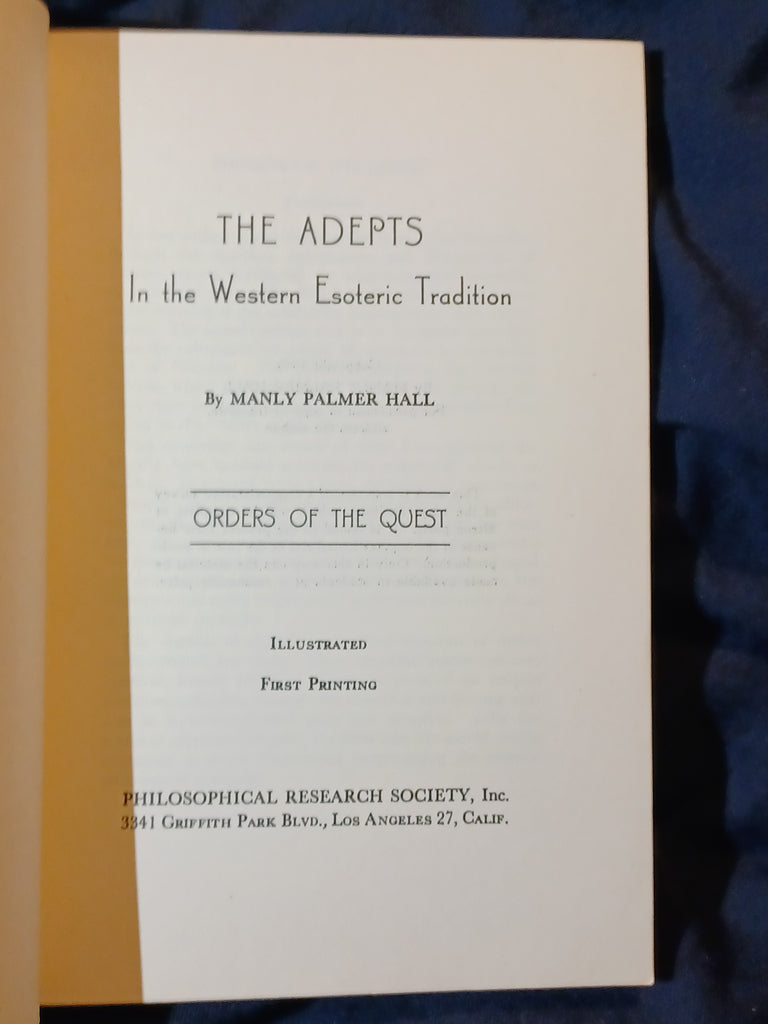 THE ADEPTS
In the Western Esoteric Tradition
By MANLY PALMER HALL
ORDERS OF THE QUEST
ILLUSTRATED
FIRST PRINTING
PHILOSOPHICAL RESEARCH SOCIETY, Inc.
3341 GRIFFITH PARK BLVD., LOS ANGELES 27, CALIF.